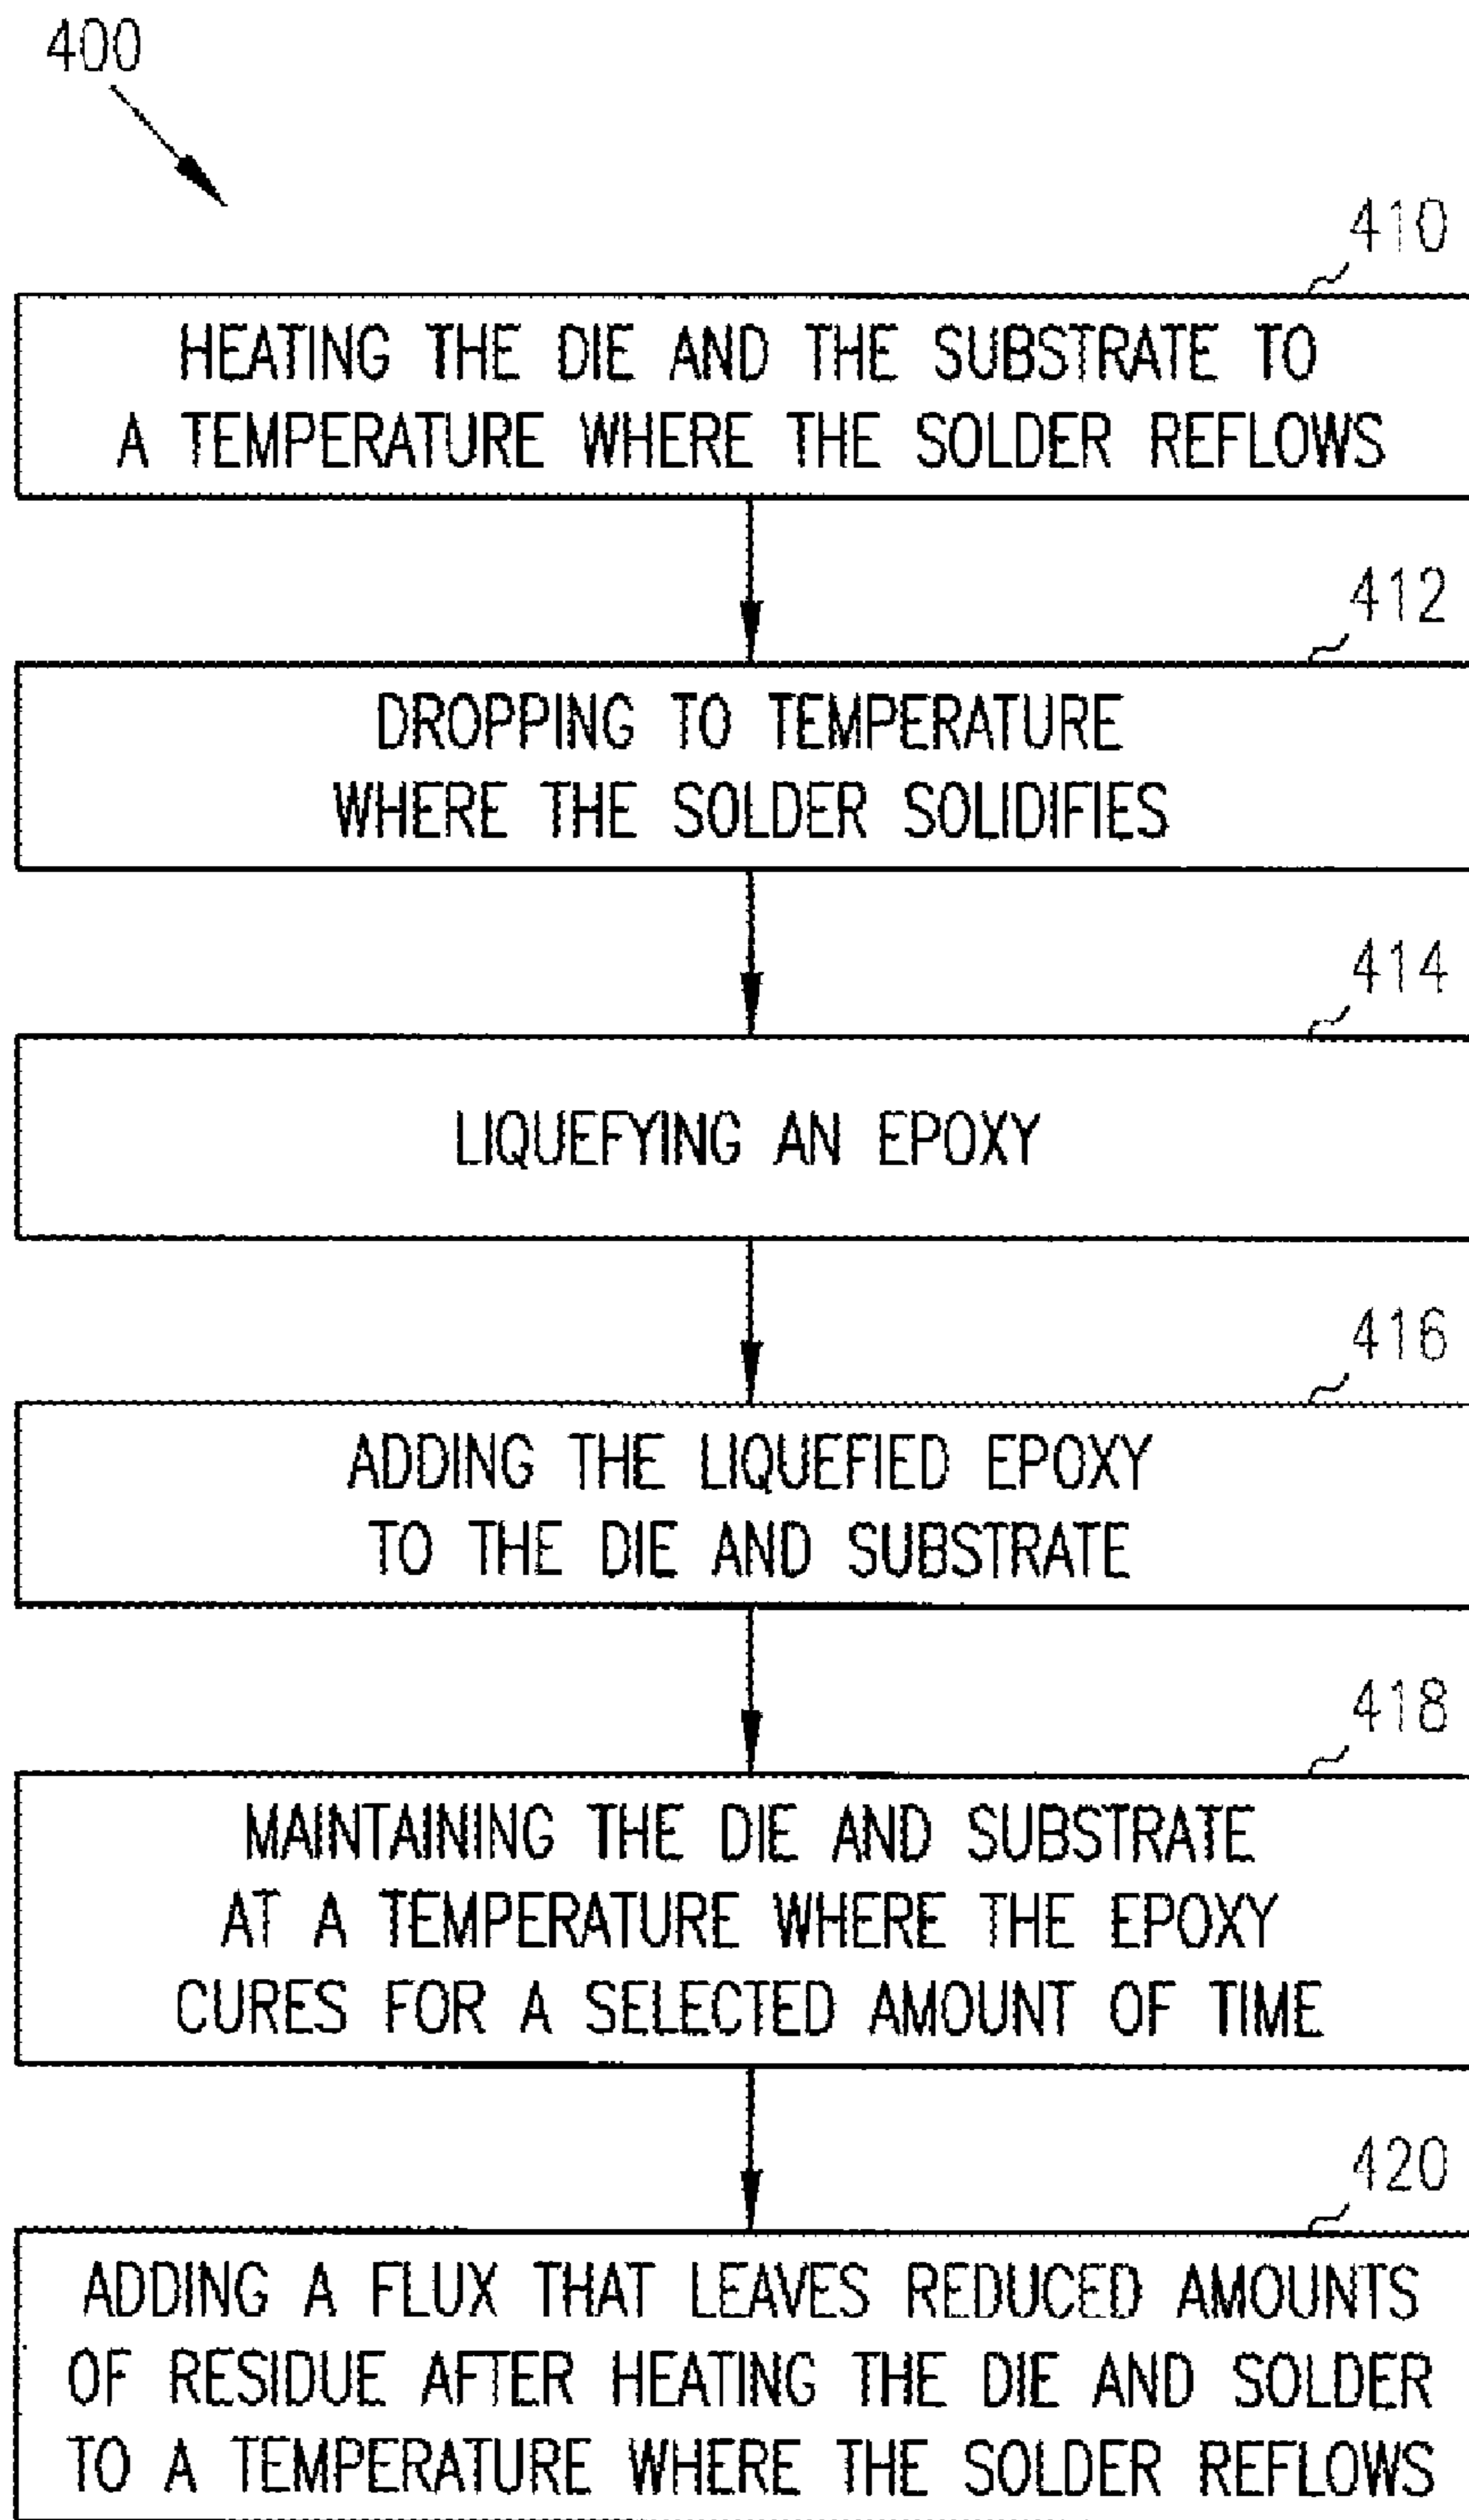 400
410
HEATING THE DIE AND THE SUBSTRATE TO
A TEMPERATURE WHERE THE SOLDER REFLOWS
412
DROPPING TO TEMPERATURE
WHERE THE SOLDER SOLIDIFIES
414
LIQUEFYING AN EPOXY
416
ADDING THE LIQUEFIED EPOXY
TO THE DIE AND SUBSTRATE
418
MAINTAINING THE DIE AND SUBSTRATE
AT A TEMPERATURE WHERE THE EPOXY
CURES FOR A SELECTED AMOUNT OF TIME
420
ADDING A FLUX THAT LEAVES REDUCED AMOUNTS
OF RESIDUE AFTER HEATING THE DIE AND SOLDER
TO A TEMPERATURE WHERE THE SOLDER REFLOWS